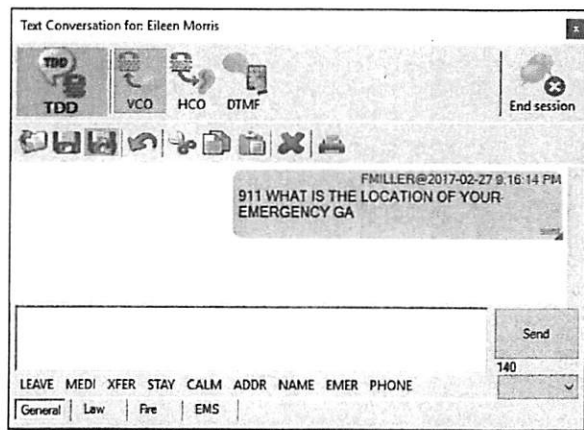 Text Conversation for: Eileen Morris
x
TDD
TDD VCO HCO DTMF End session
FMILLER@2017-02-27 9:16:14 PM
911 WHAT IS THE LOCATION OF YOUR
EMERGENCY GA
Send
140
LEAVE MEDI XFER STAY CALM ADDR NAME EMER PHONE
General Law Fire EMS